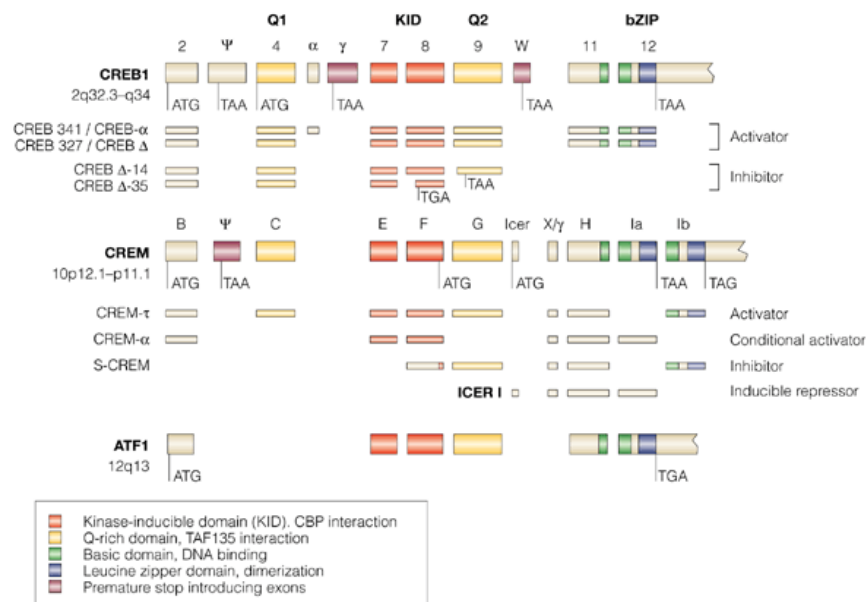 Q1 KID Q2 bZIP
2 Ψ 4 α γ 7 8 9 W 11 12
CREB1
2q32.3–q34
ATG TAA ATG TAA TAA TAA
CREB 341 / CREB-α
CREB 327 / CREB Δ
Activator
CREB Δ-14
CREB Δ-35
TAA
TGA
Inhibitor
B Ψ C E F G Icer X/γ H Ia Ib
CREM
10p12.1–p11.1
ATG TAA ATG ATG TAA TAG
CREM-τ Activator
CREM-α Conditional activator
S-CREM Inhibitor
ICER I Inducible repressor
ATF1
12q13
ATG TGA
Kinase-inducible domain (KID). CBP interaction
Q-rich domain, TAF135 interaction
Basic domain, DNA binding
Leucine zipper domain, dimerization
Premature stop introducing exons